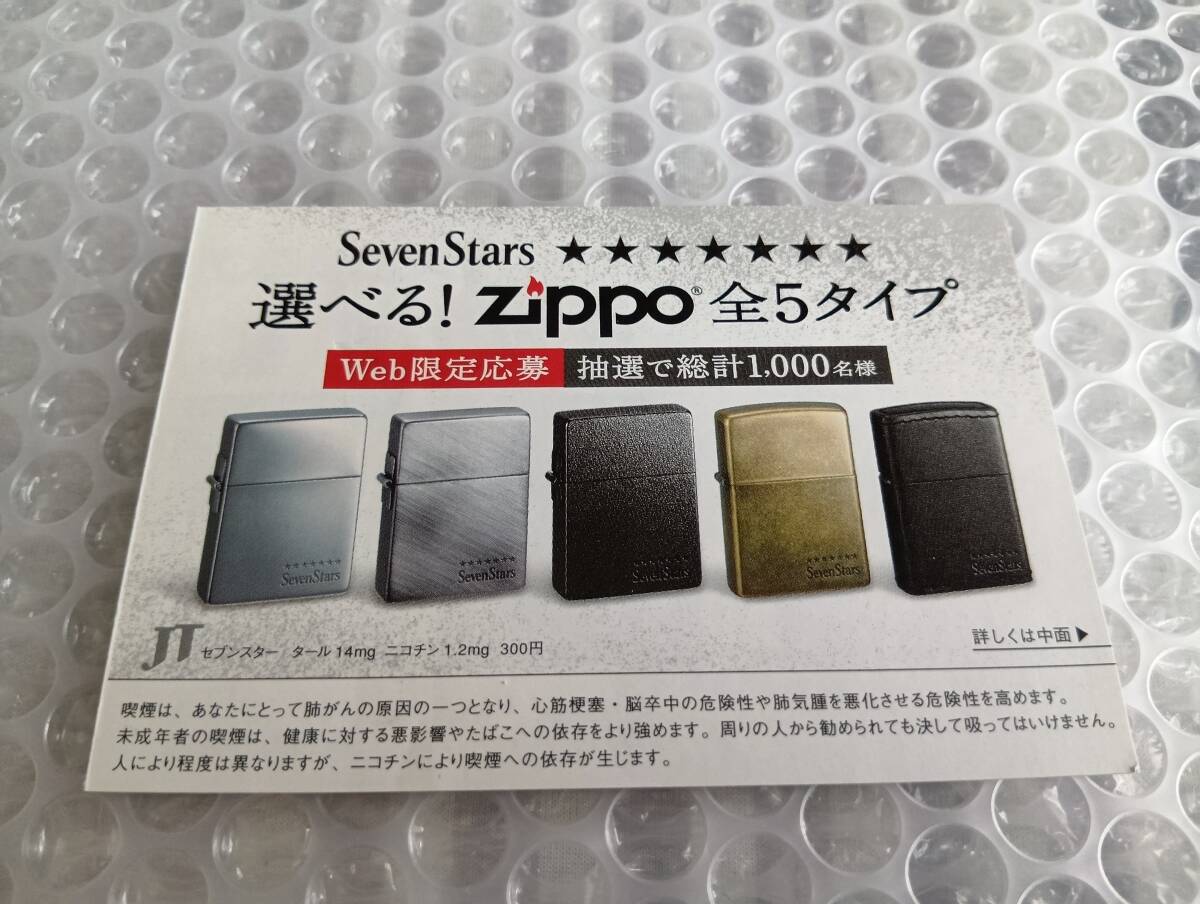 SevenStars ★★★★★★★
選べる! zippo® 全5タイプ
Web限定応募 抽選で総計1,000名様
★★★★★★★
SevenStars
★★★★★★★
SevenStars
★★★★★★★
SevenStars
★★★★★★★
SevenStars
★★★★★★★
SevenStars
JT セブンスター タール14mg ニコチン1.2mg 300円
詳しくは中面▶
喫煙は、あなたにとって肺がんの原因の一つとなり、心筋梗塞・脳卒中の危険性や肺気腫を悪化させる危険性を高めます。
未成年者の喫煙は、健康に対する悪影響やたばこへの依存をより強めます。周りの人から勧められても決して吸ってはいけません。
人により程度は異なりますが、ニコチンにより喫煙への依存が生じます。